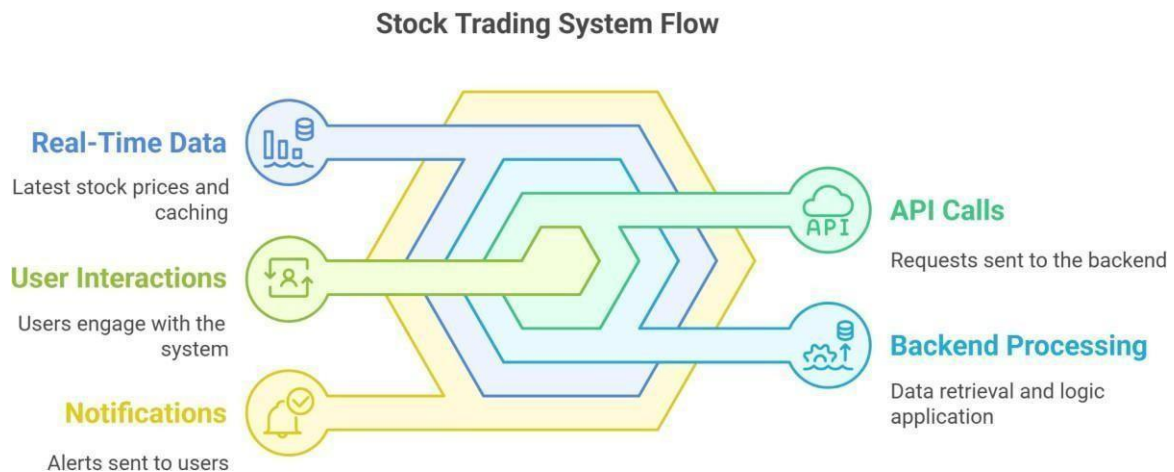 Stock Trading System Flow
Real-Time Data
Latest stock prices and
caching
User Interactions
Users engage with the
system
Notifications
Alerts sent to users
API
API Calls
Requests sent to the backend
Backend Processing
Data retrieval and logic
application